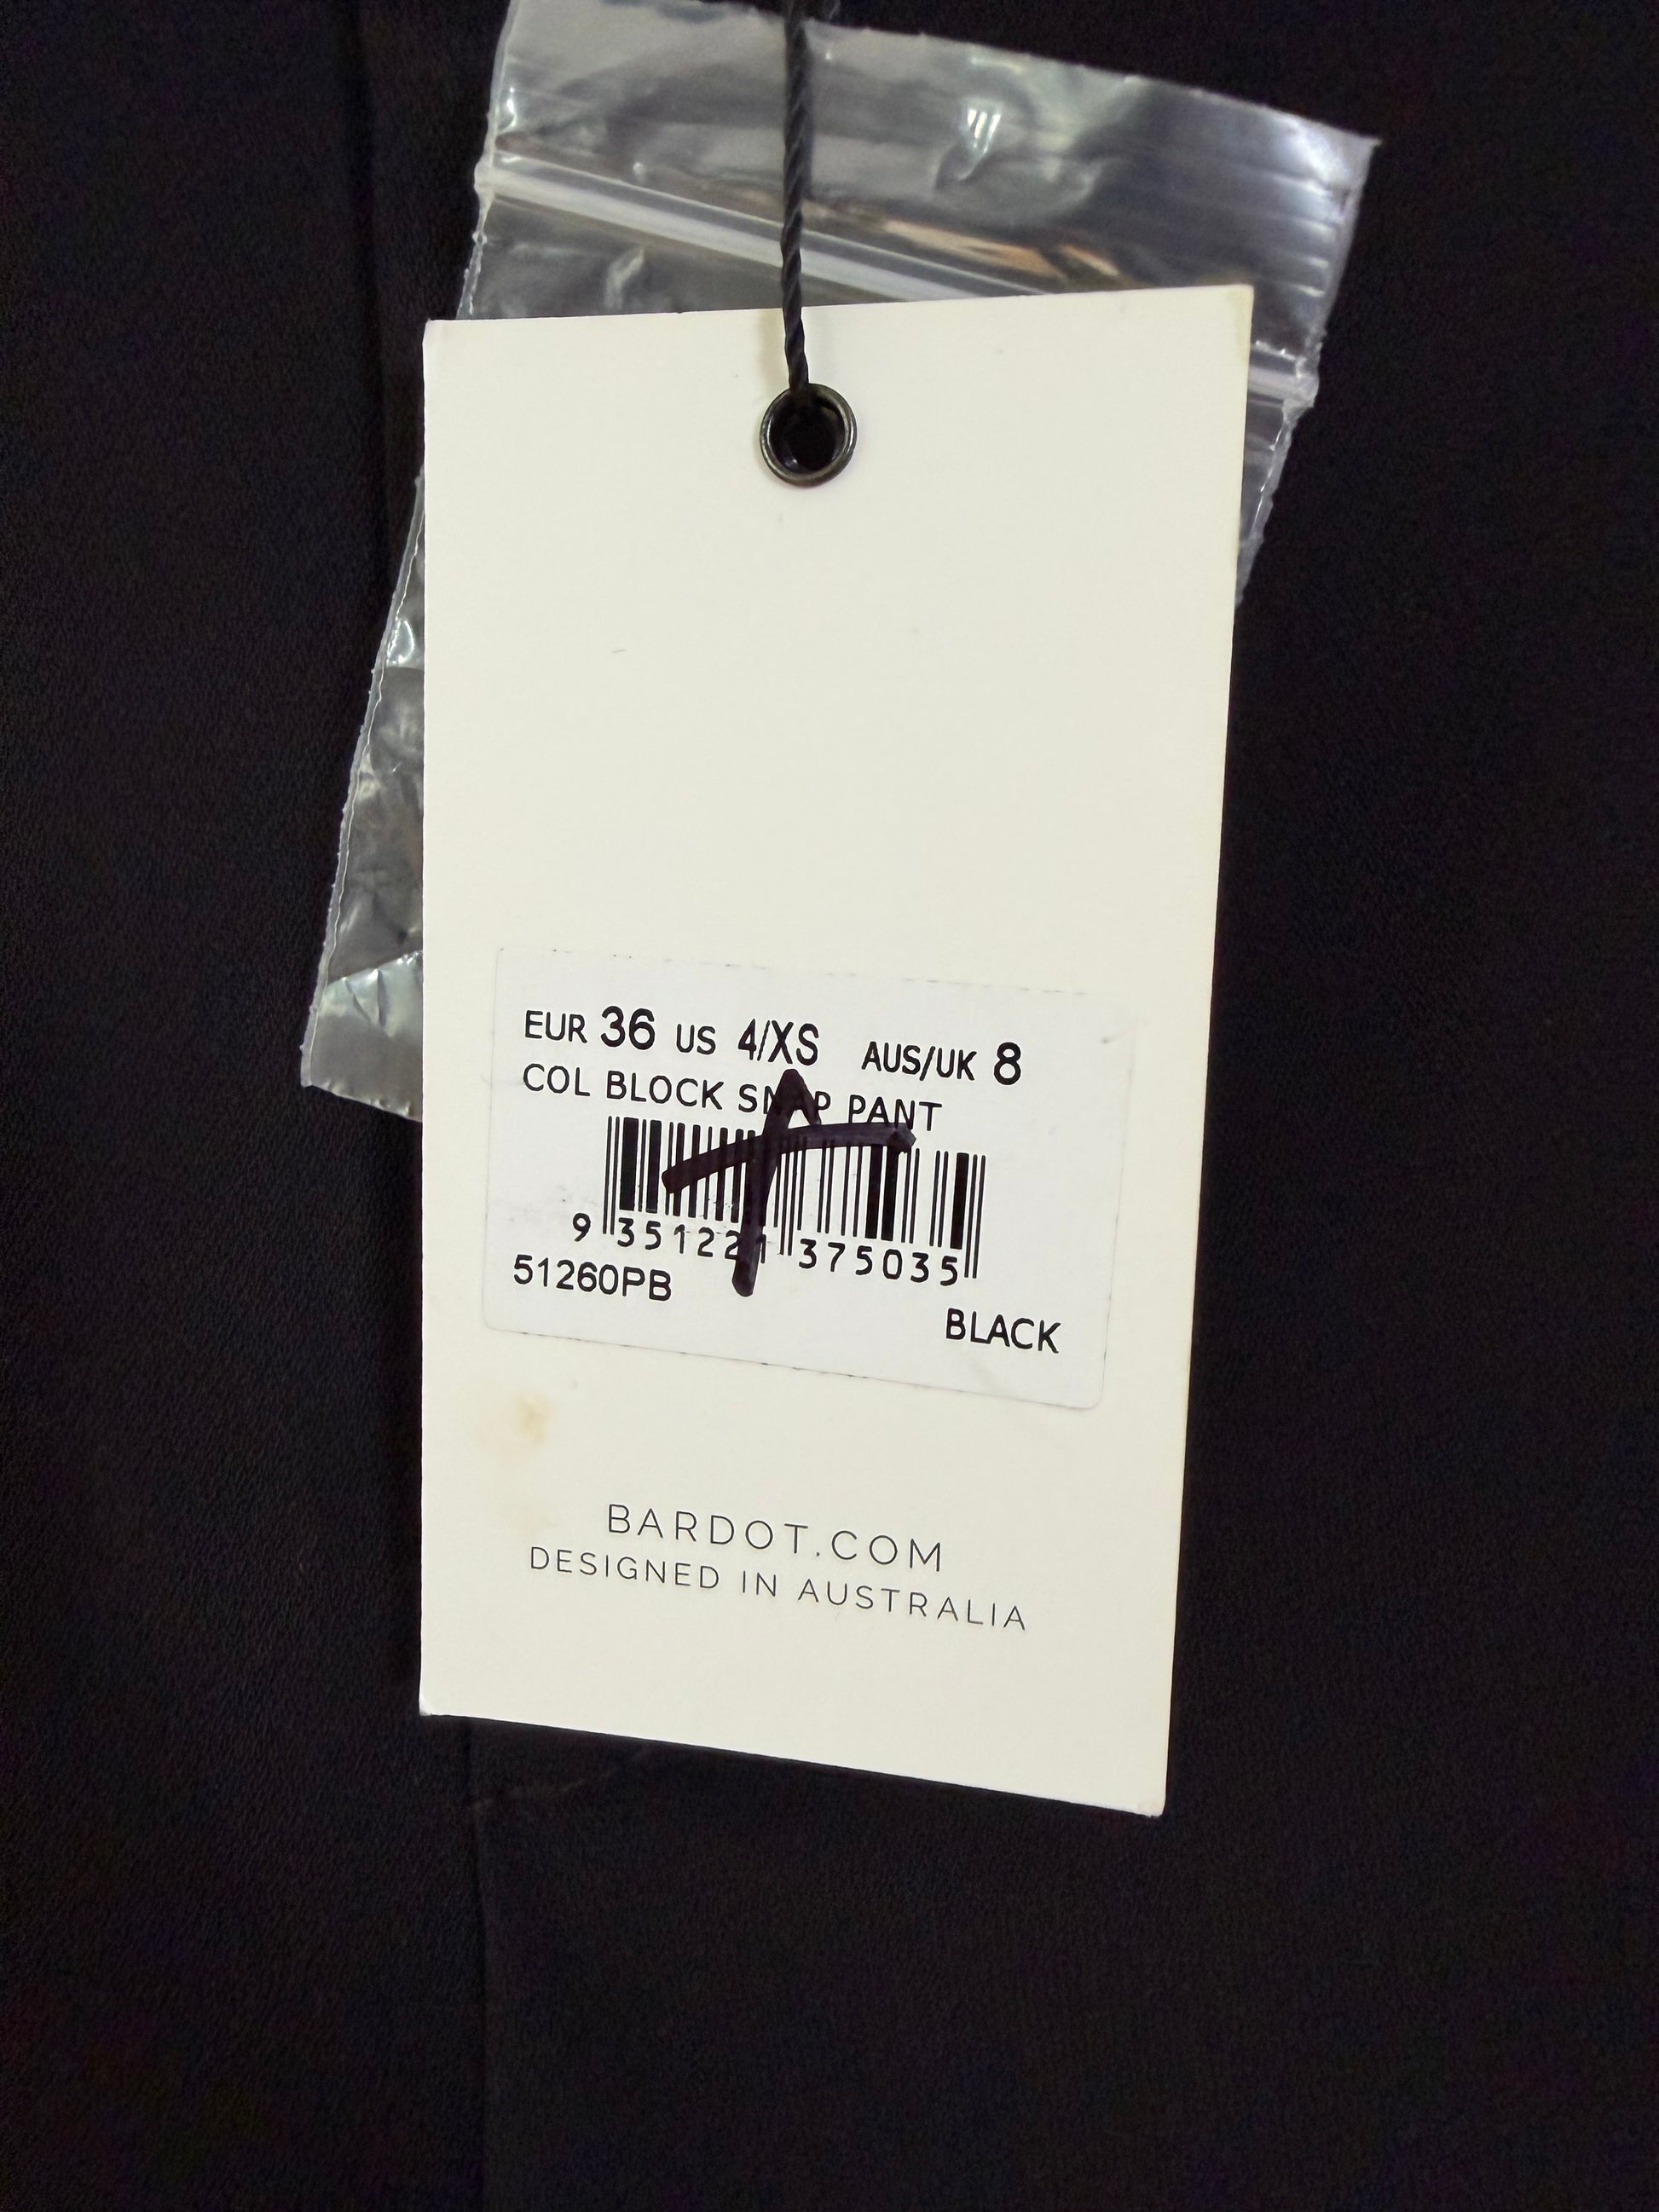 EUR 36 US 4/XS AUS/UK 8
COL BLOCK SNAP PANT
9 351221 375035
51260PB
BLACK
BARDOT.COM
DESIGNED IN AUSTRALIA